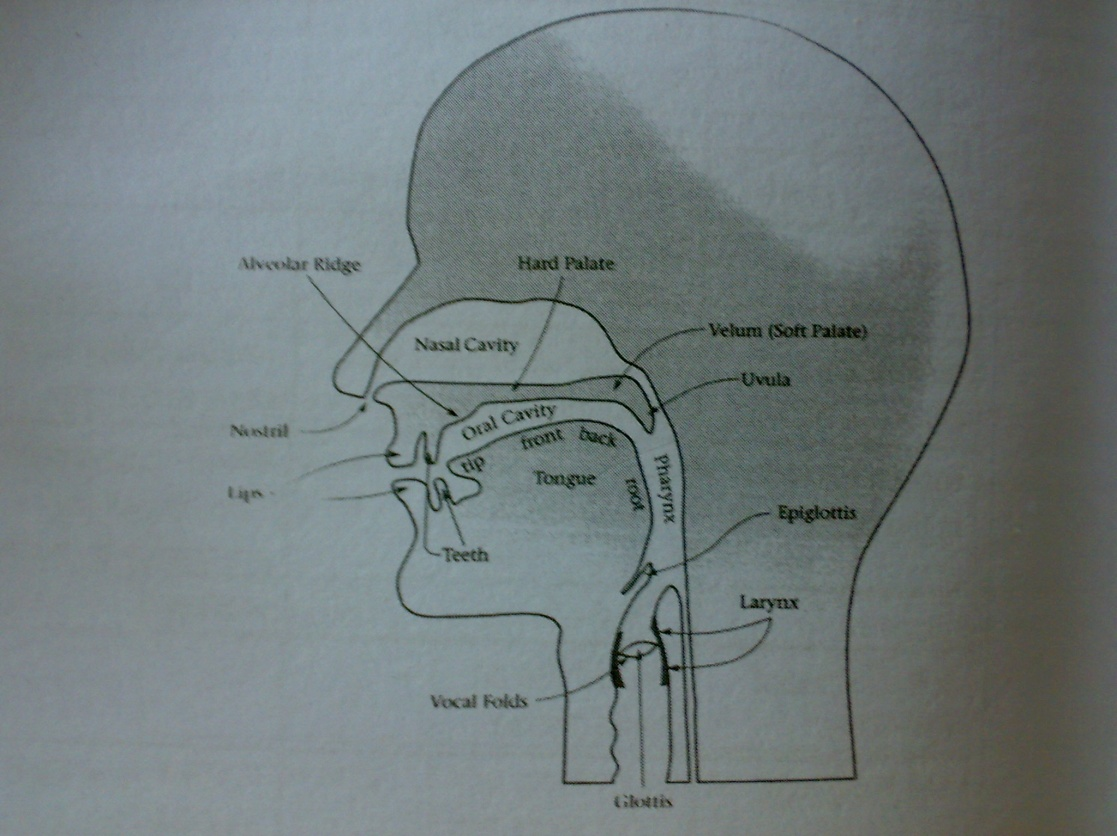 Alveolar Ridge
Hard Palate
Nasal Cavity
Velum (Soft Palate)
Uvula
Oral Cavity
Nostril
tip
front
back
Lips
Tongue
root
pharynx
Epiglottis
Teeth
Larynx
Vocal Folds
Glottis